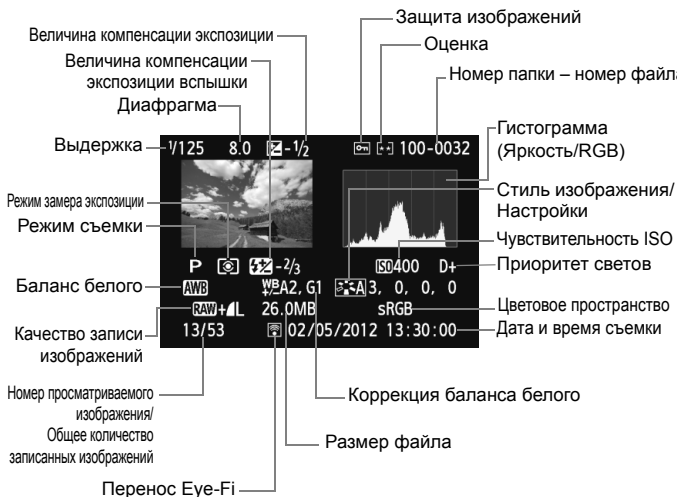 Защита изображений
Величина компенсации экспозиции
Оценка
Величина компенсации
экспозиции вспышки
Номер папки – номер файла
Диафрагма
Выдержка
1/125 8.0 -1/2 100-0032
Гистограмма
(Яркость/RGB)
Режим замера экспозиции
Стиль изображения/
Настройки
Режим съемки
Чувствительность ISO
P -2/3 ISO 400 D+
Приоритет светов
Баланс белого
AWB WB A2, G1 A 3, 0, 0, 0
RAW+L 26.0MB sRGB
Цветовое пространство
Качество записи
изображений
13/53 02/05/2012 13:30:00
Дата и время съемки
Номер просматриваемого
изображения/
Общее количество
записанных изображений
Коррекция баланса белого
Размер файла
Перенос Eye-Fi